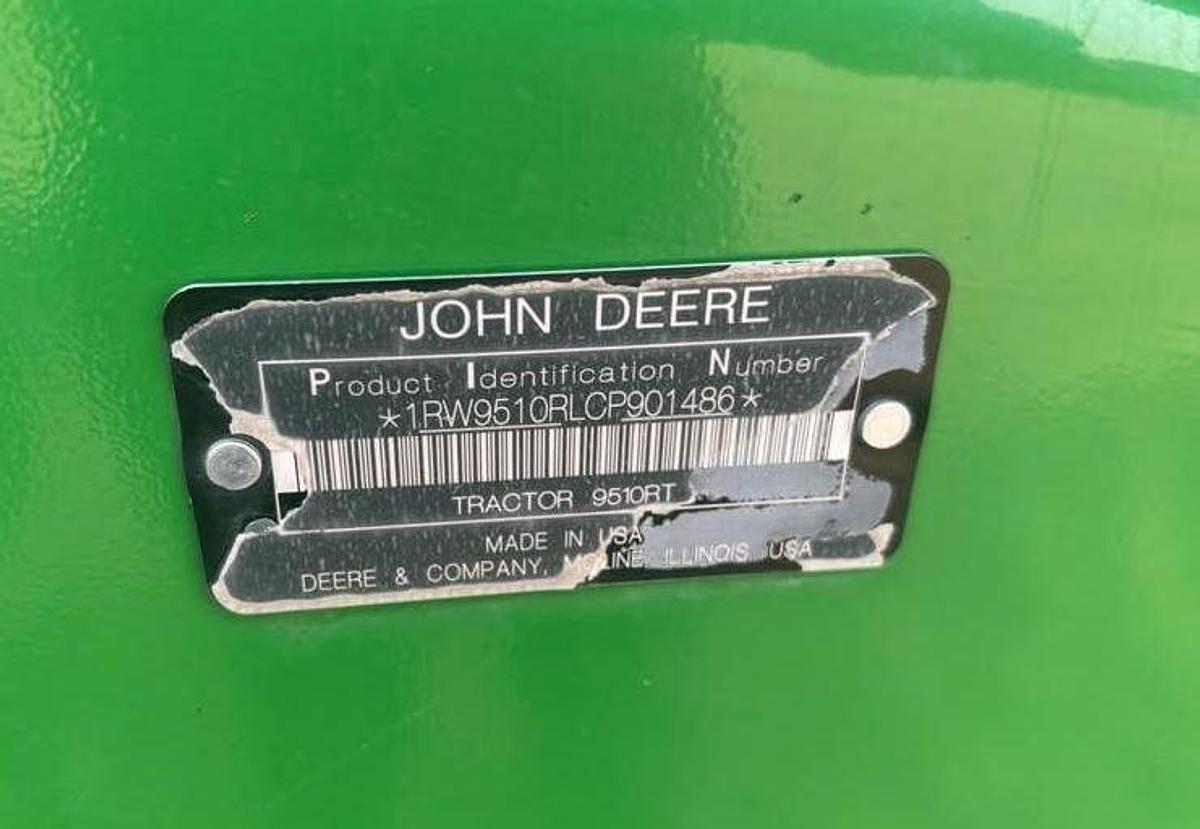 JOHN DEERE
Product Identification Number
*1RW9510RLCP901486*
TRACTOR 9510RT
MADE IN USA
DEERE & COMPANY, MOLINE, ILLINOIS, USA